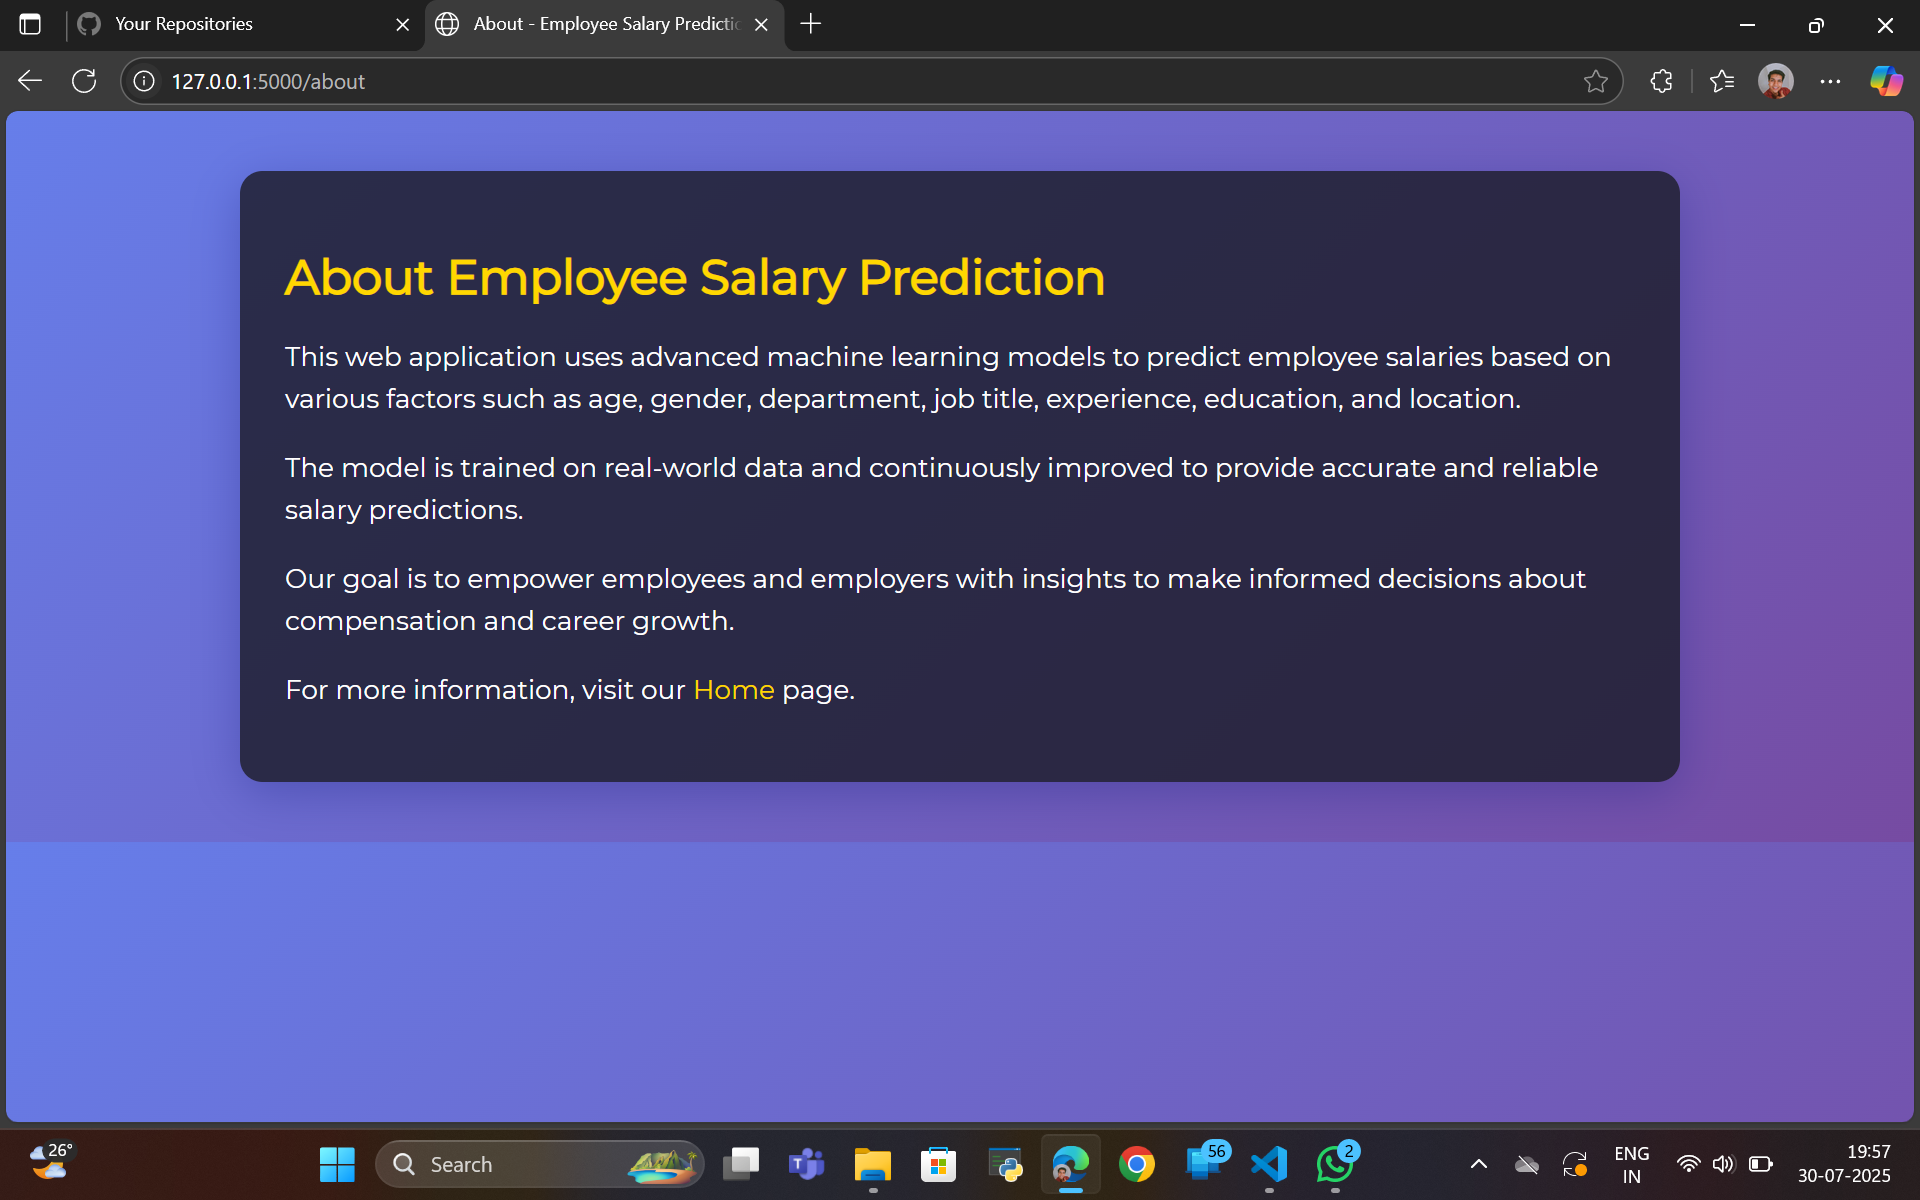 Your Repositories
About - Employee Salary Predictic
127.0.0.1:5000/about
About Employee Salary Prediction
This web application uses advanced machine learning models to predict employee salaries based on
various factors such as age, gender, department, job title, experience, education, and location.
The model is trained on real-world data and continuously improved to provide accurate and reliable
salary predictions.
Our goal is to empower employees and employers with insights to make informed decisions about
compensation and career growth.
For more information, visit our Home page.
26°
Search
56
2
ENG
IN
19:57
30-07-2025